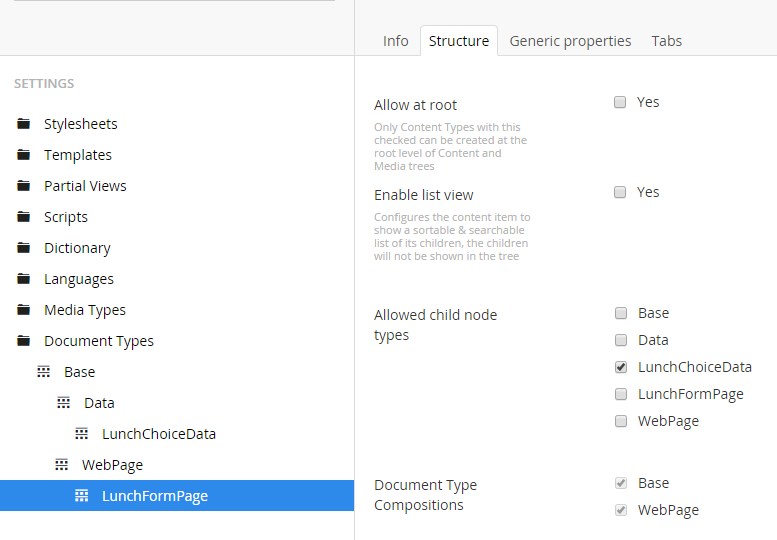 Info Structure Generic properties Tabs
SETTINGS
Stylesheets
Templates
Partial Views
Scripts
Dictionary
Languages
Media Types
Document Types
Base
Data
LunchChoiceData
WebPage
LunchFormPage
Allow at root
Yes
Only Content Types with this
checked can be created at the
root level of Content and
Media trees
Enable list view
Yes
Configures the content item to
show a sortable & searchable
list of its children, the children
will not be shown in the tree
Allowed child node
types
Base
Data
LunchChoiceData
LunchFormPage
WebPage
Document Type
Compositions
Base
WebPage